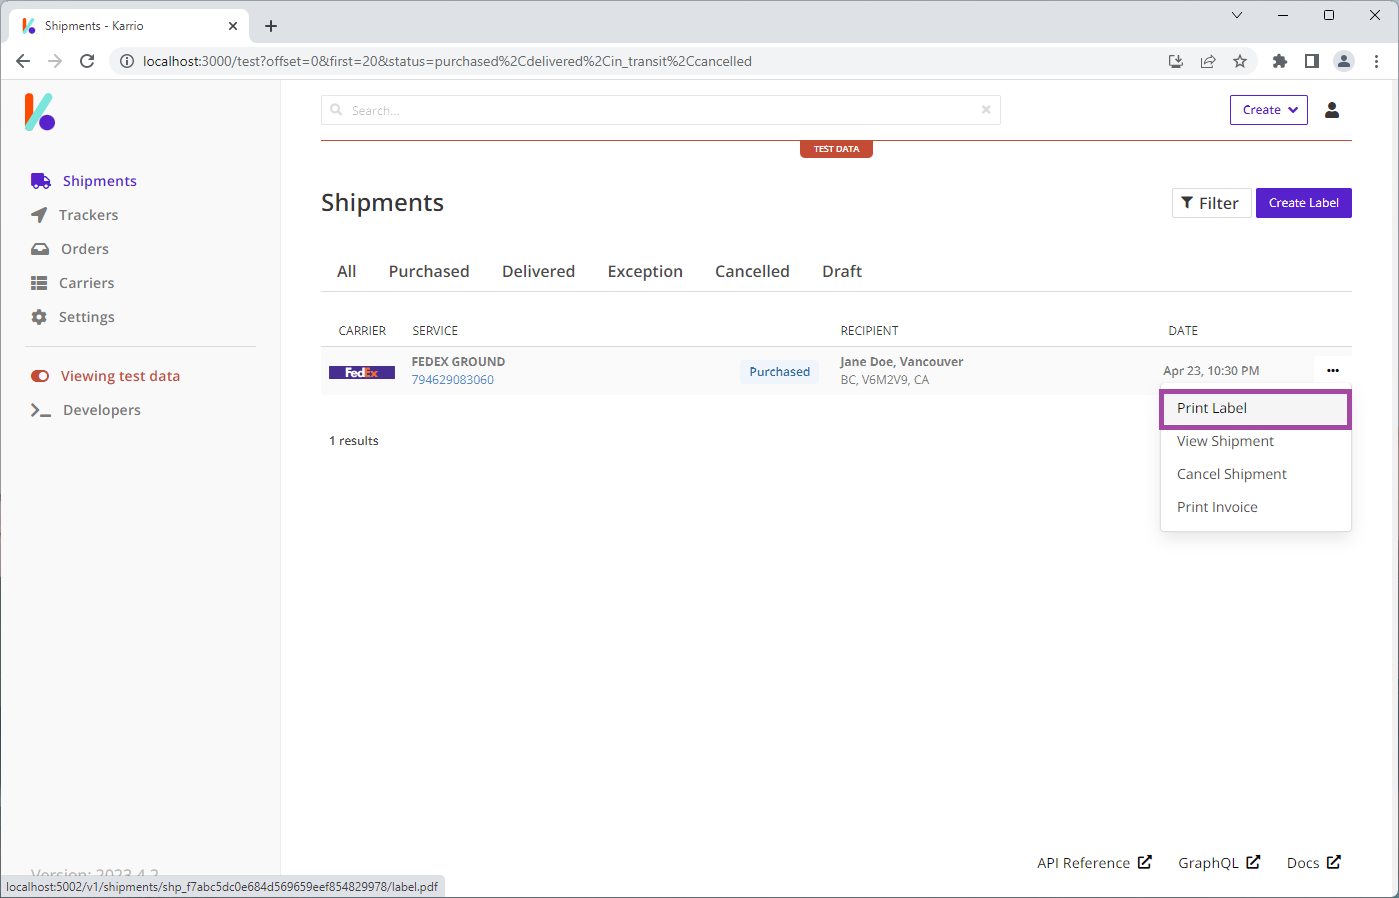 Shipments - Karrio
localhost:3000/test?offset=0&first=20&status=purchased%2Cdelivered%2Cin_transit%2Ccancelled
Search...
Create
TEST DATA
Shipments
Trackers
Orders
Carriers
Settings
Viewing test data
Developers
Shipments
Filter
Create Label
All Purchased Delivered Exception Cancelled Draft
CARRIER SERVICE RECIPIENT DATE
FedEx
FEDEX GROUND
794629083060
Purchased
Jane Doe, Vancouver
BC, V6M2V9, CA
Apr 23, 10:30 PM
Print Label
View Shipment
Cancel Shipment
Print Invoice
1 results
API Reference GraphQL Docs
Version: 2023.4.2
localhost:5002/v1/shipments/shp_f7abc5dc0e684d569659eef854829978/label.pdf